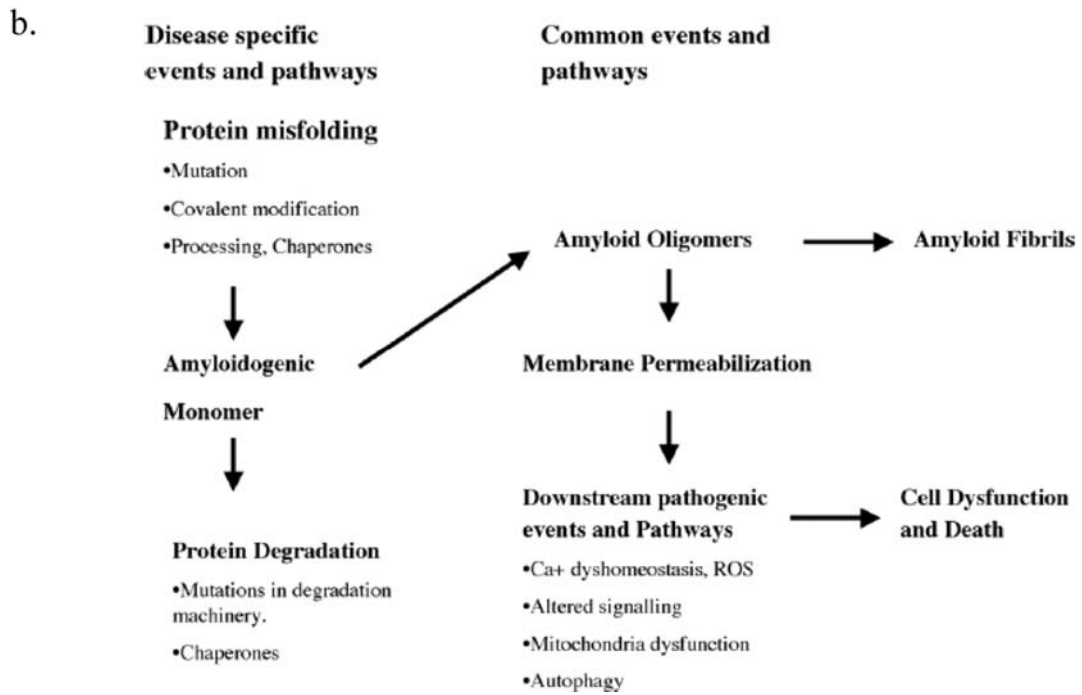 b.
Disease specific
events and pathways
Common events and
pathways
Protein misfolding
•Mutation
•Covalent modification
•Processing, Chaperones
Amyloidogenic
Monomer
Protein Degradation
•Mutations in degradation
machinery.
•Chaperones
Amyloid Oligomers
Amyloid Fibrils
Membrane Permeabilization
Downstream pathogenic
events and Pathways
•Ca+ dyshomeostasis, ROS
•Altered signalling
•Mitochondria dysfunction
•Autophagy
Cell Dysfunction
and Death